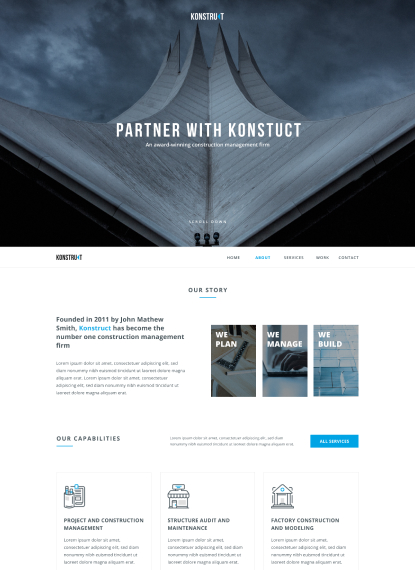 KONSTRUCT
PARTNER WITH KONSTUCT
An award-winning construction management firm
SCROLL DOWN
KONSTRUCT
HOME ABOUT SERVICES WORK CONTACT
OUR STORY
Founded in 2011 by John Mathew
Smith, Konstruct has become the
number one construction management
firm
Lorem ipsum dolor sit amet, consectetuer adipiscing elit, sed
diam nonummy nibh euismod tincidunt ut laoreet dolore magna
aliquam erat. Lorem ipsum dolor sit amet, consectetuer adipiscing
elit, sed diam nonummy nibh euismod tincidunt ut laoreet dolore
magna aliquam erat
WE
PLAN
WE
MANAGE
WE
BUILD
OUR CAPABILITIES
Lorem ipsum dolor sit amet, consectetuer adipiscing elit, sed diam
nonummy nibh euismod tincidunt ut laoreet dolore magna aliquam erat.
ALL SERVICES
PROJECT AND CONSTRUCTION
MANAGEMENT
Lorem ipsum dolor sit amet,
consectetuer adipiscing elit, sed diam
nonummy nibh euismod tincidunt ut
laoreet dolore magna aliquam erat
STRUCTURE AUDIT AND
MAINTENANCE
Lorem ipsum dolor sit amet,
consectetuer adipiscing elit, sed diam
nonummy nibh euismod tincidunt ut
laoreet dolore magna aliquam erat
FACTORY CONSTRUCTION
AND MODELING
Lorem ipsum dolor sit amet,
consectetuer adipiscing elit, sed diam
nonummy nibh euismod tincidunt ut
laoreet dolore magna aliquam erat